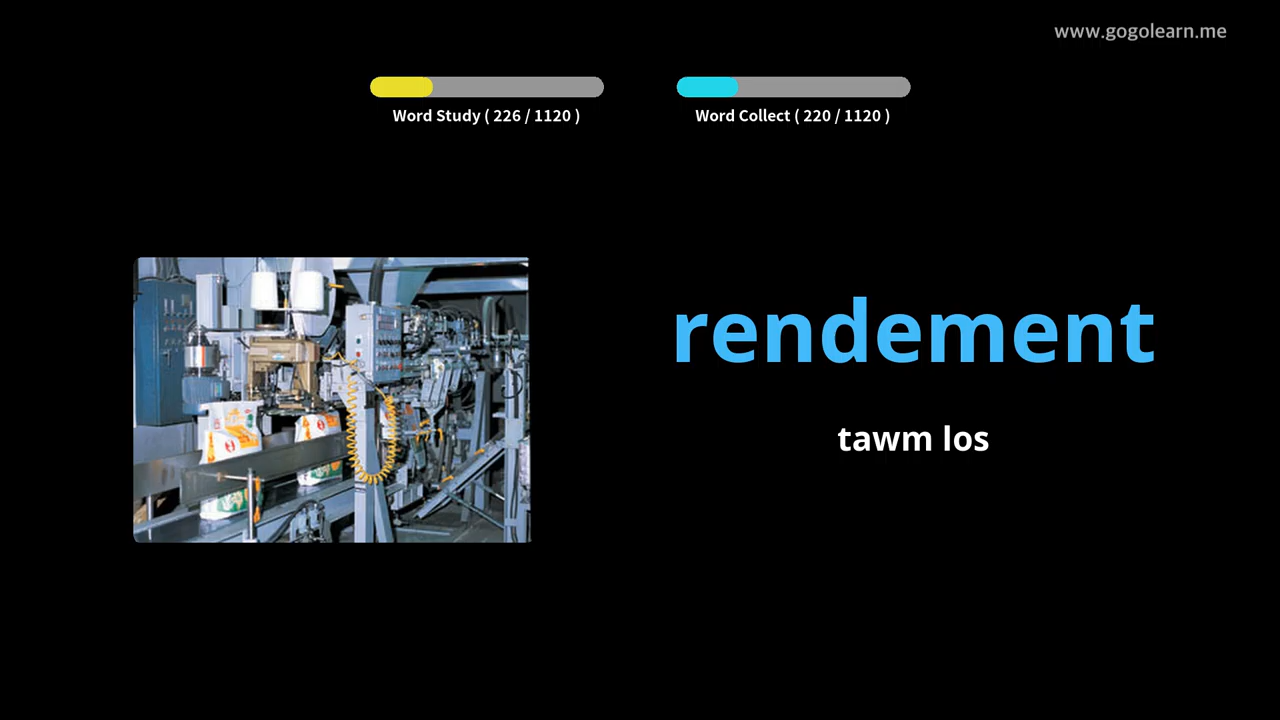 www.gogolearn.me
Word Study ( 226 / 1120 )
Word Collect ( 220 / 1120 )
rendement
tawm los